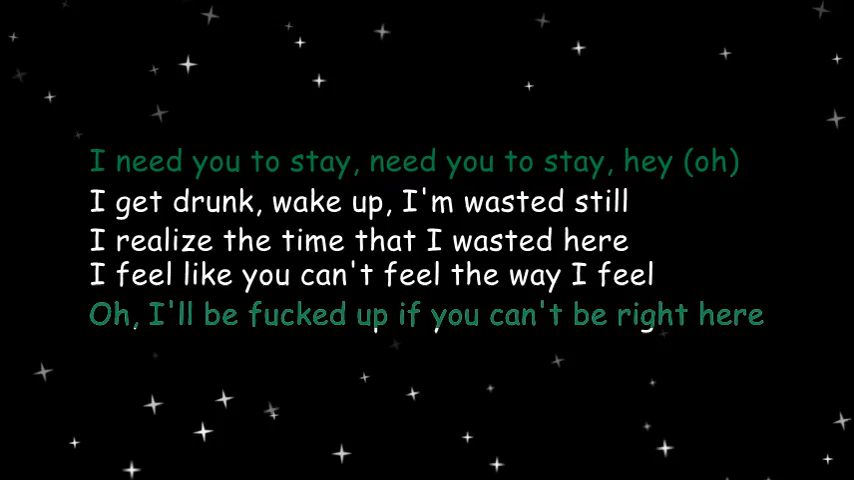 I need you to stay, need you to stay, hey (oh)
I get drunk, wake up, I'm wasted still
I realize the time that I wasted here
I feel like you can't feel the way I feel
Oh, I'll be fucked up if you can't be right here